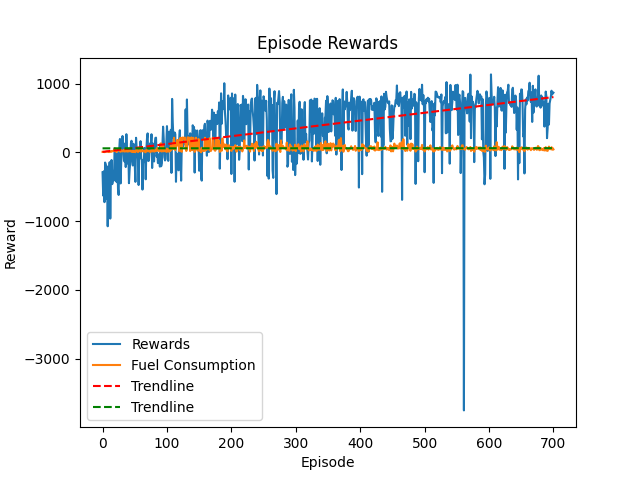 Episode Rewards
1000
0
−1000
−2000
−3000
Reward
Rewards
Fuel Consumption
Trendline
Trendline
0
100
200
300
400
500
600
700
Episode